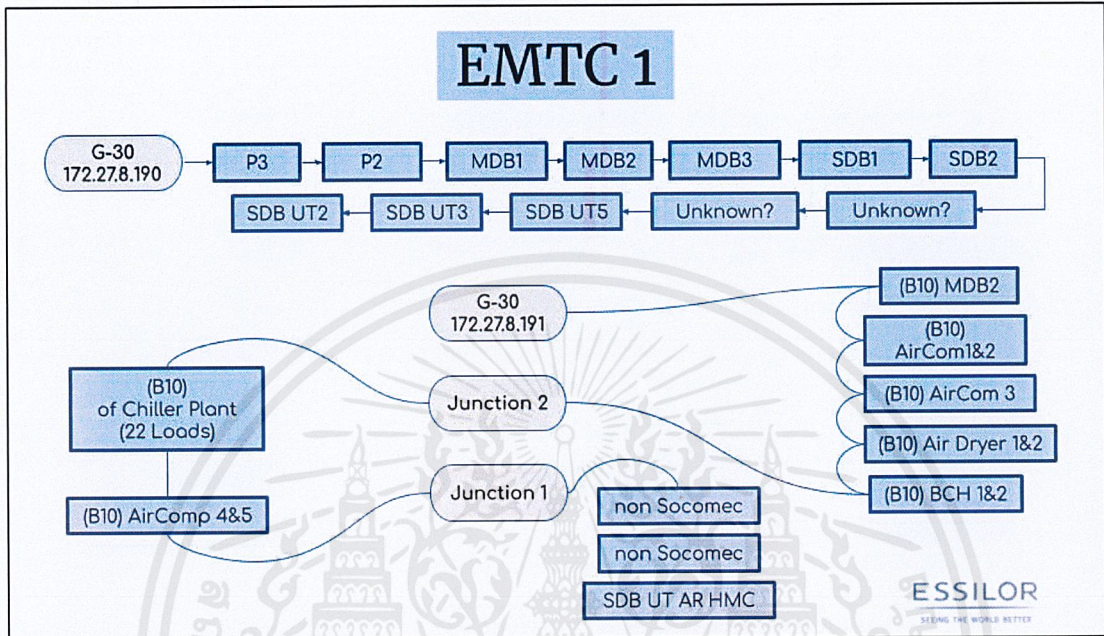 EMTC 1
G-30
172.27.8.190
P3
P2
MDB1
MDB2
MDB3
SDB1
SDB2
SDB UT2
SDB UT3
SDB UT5
Unknown?
Unknown?
G-30
172.27.8.191
(B10) MDB2
(B10)
AirCom1&2
(B10)
of Chiller Plant
(22 Loads)
Junction 2
(B10) AirCom 3
(B10) Air Dryer 1&2
Junction 1
(B10) BCH 1&2
(B10) AirComp 4&5
non Socomec
non Socomec
SDB UT AR HMC
ESSILOR
SEEING THE WORLD BETTER